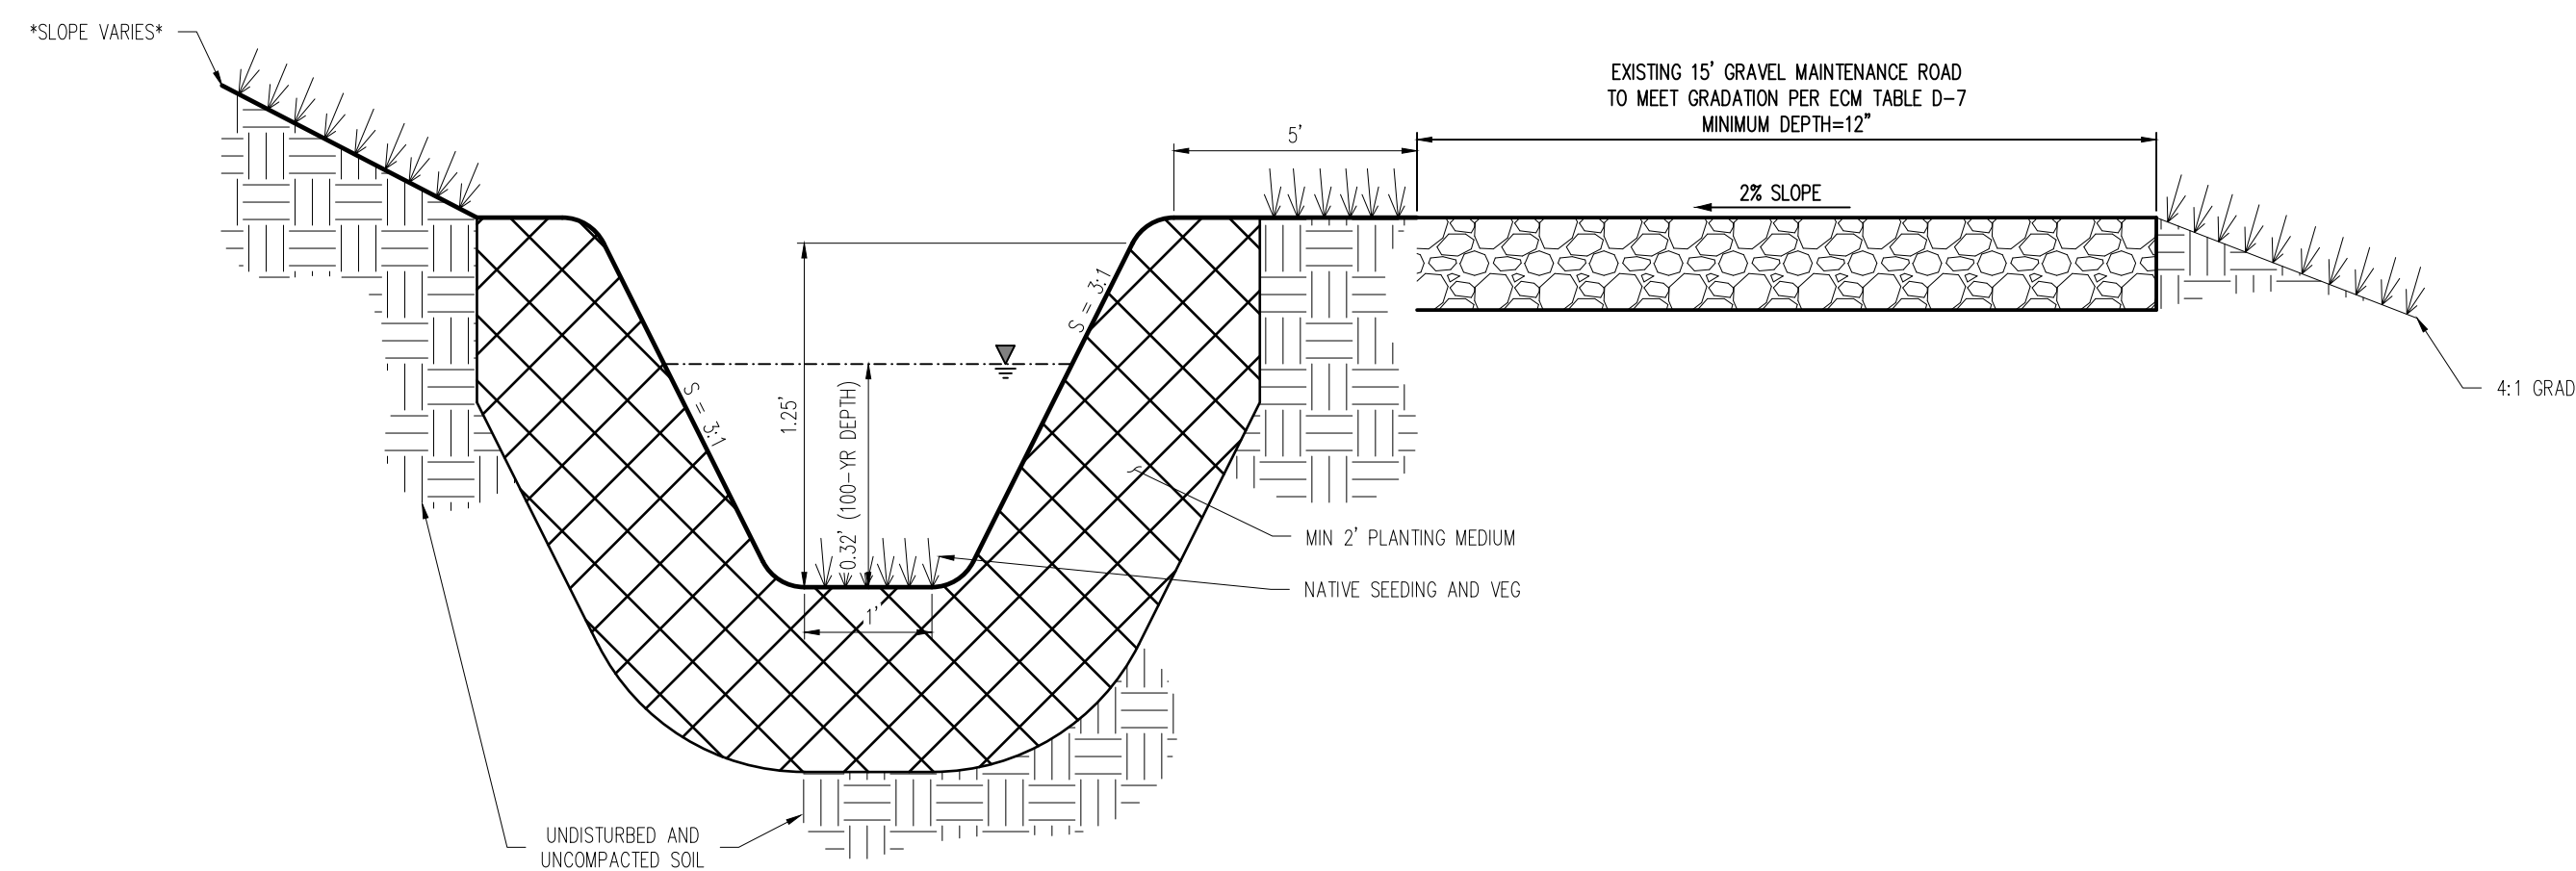 *SLOPE VARIES*
EXISTING 15' GRAVEL MAINTENANCE ROAD
TO MEET GRADATION PER ECM TABLE D-7
MINIMUM DEPTH=12"
5'
2% SLOPE
S = 3:1
S = 3:1
1.25'
0.32' (100-YR DEPTH)
4:1 GRAD
MIN 2' PLANTING MEDIUM
NATIVE SEEDING AND VEG
1'
UNDISTURBED AND
UNCOMPACTED SOIL